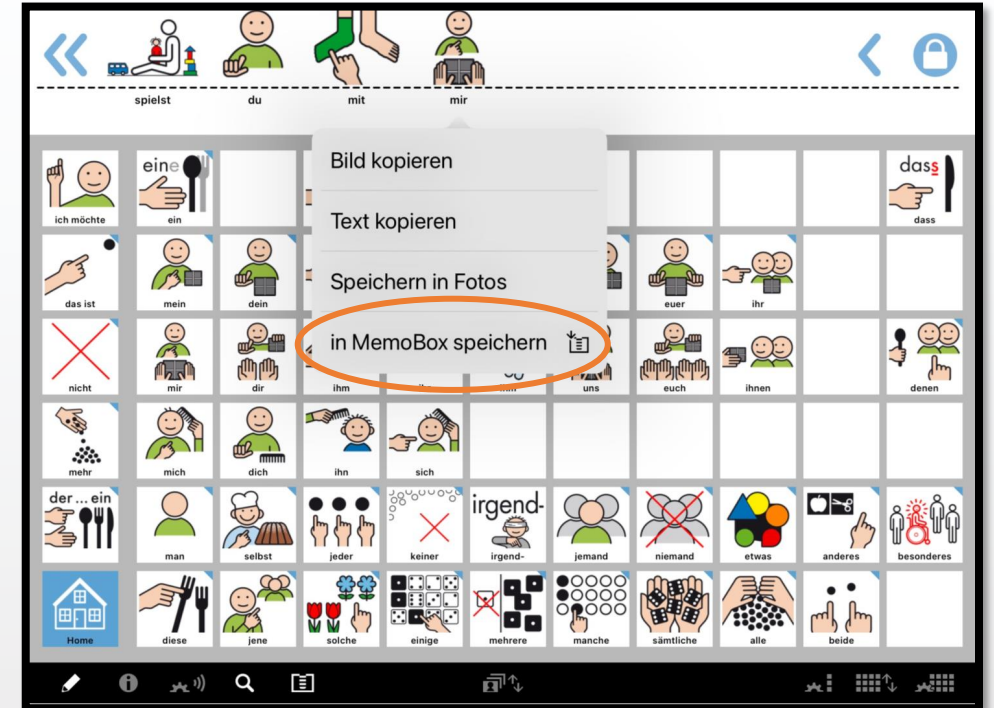 spielst du mit mir
Bild kopieren
Text kopieren
Speichern in Fotos
in MemoBox speichern
eine
dass
ich möchte ein dass
das ist mein dein euer ihr
nicht mir dir ihm uns euch ihnen denen
mehr mich dich ihn sich
der ... ein
irgend-
man selbst jeder keiner irgend- jemand niemand etwas anderes besonderes
Home diese jene solche einige mehrere manche sämtliche alle beide